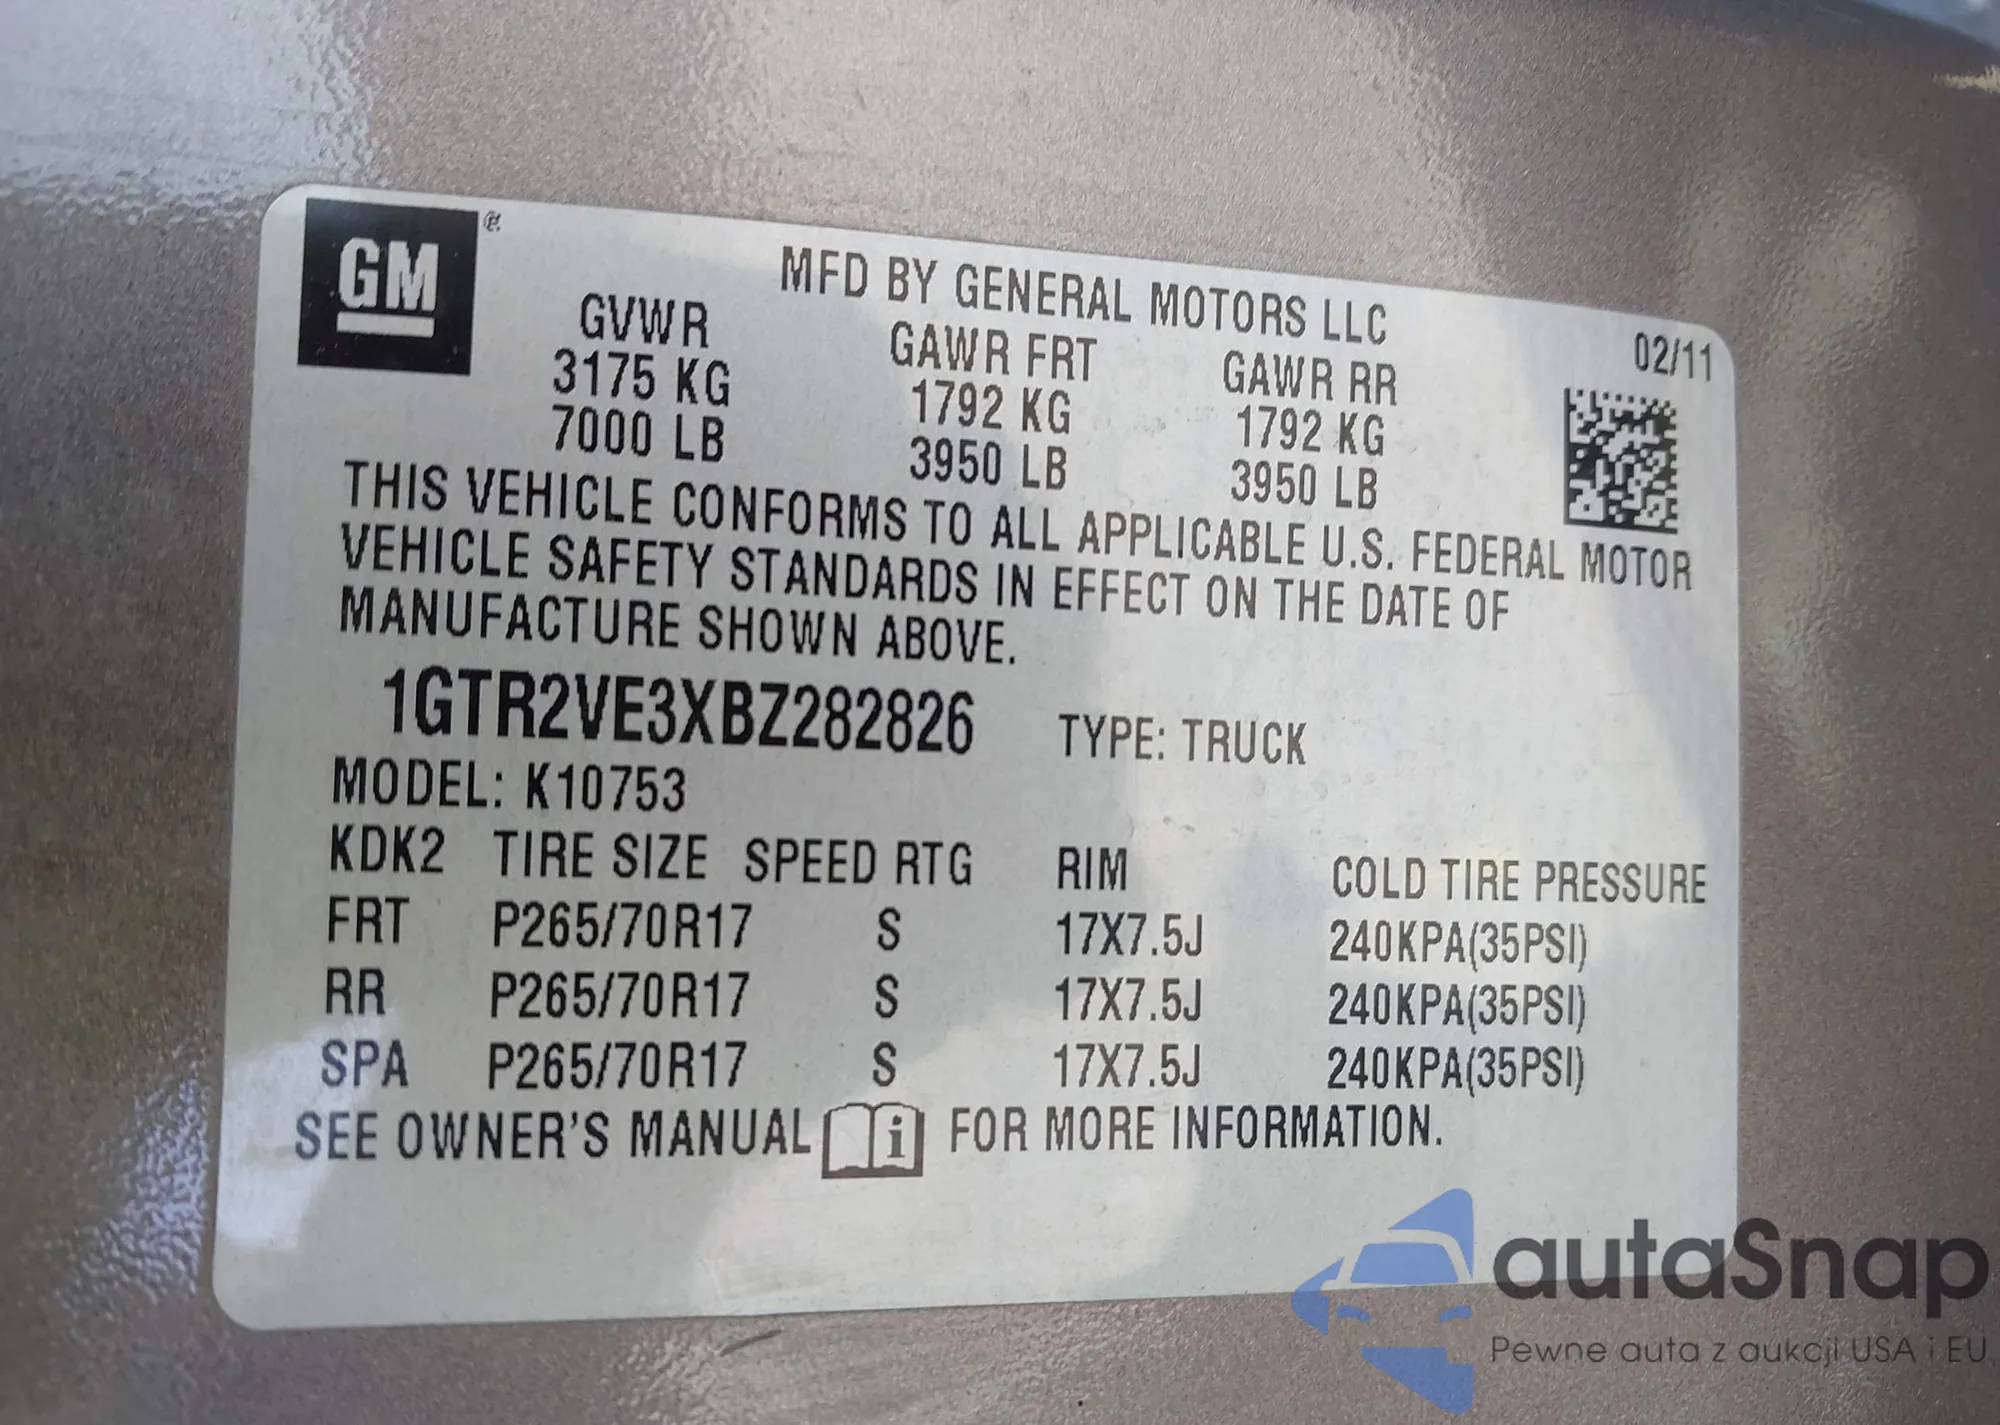 GM
MFD BY GENERAL MOTORS LLC
02/11
GVWR GAWR FRT GAWR RR
3175 KG 1792 KG 1792 KG
7000 LB 3950 LB 3950 LB
THIS VEHICLE CONFORMS TO ALL APPLICABLE U.S. FEDERAL MOTOR
VEHICLE SAFETY STANDARDS IN EFFECT ON THE DATE OF
MANUFACTURE SHOWN ABOVE.
1GTR2VE3XBZ282826 TYPE: TRUCK
MODEL: K10753
KDK2 TIRE SIZE SPEED RTG RIM COLD TIRE PRESSURE
FRT P265/70R17 S 17X7.5J 240KPA(35PSI)
RR P265/70R17 S 17X7.5J 240KPA(35PSI)
SPA P265/70R17 S 17X7.5J 240KPA(35PSI)
SEE OWNER'S MANUAL i FOR MORE INFORMATION.
autaSnap
Pewne auta z aukcji USA i EU